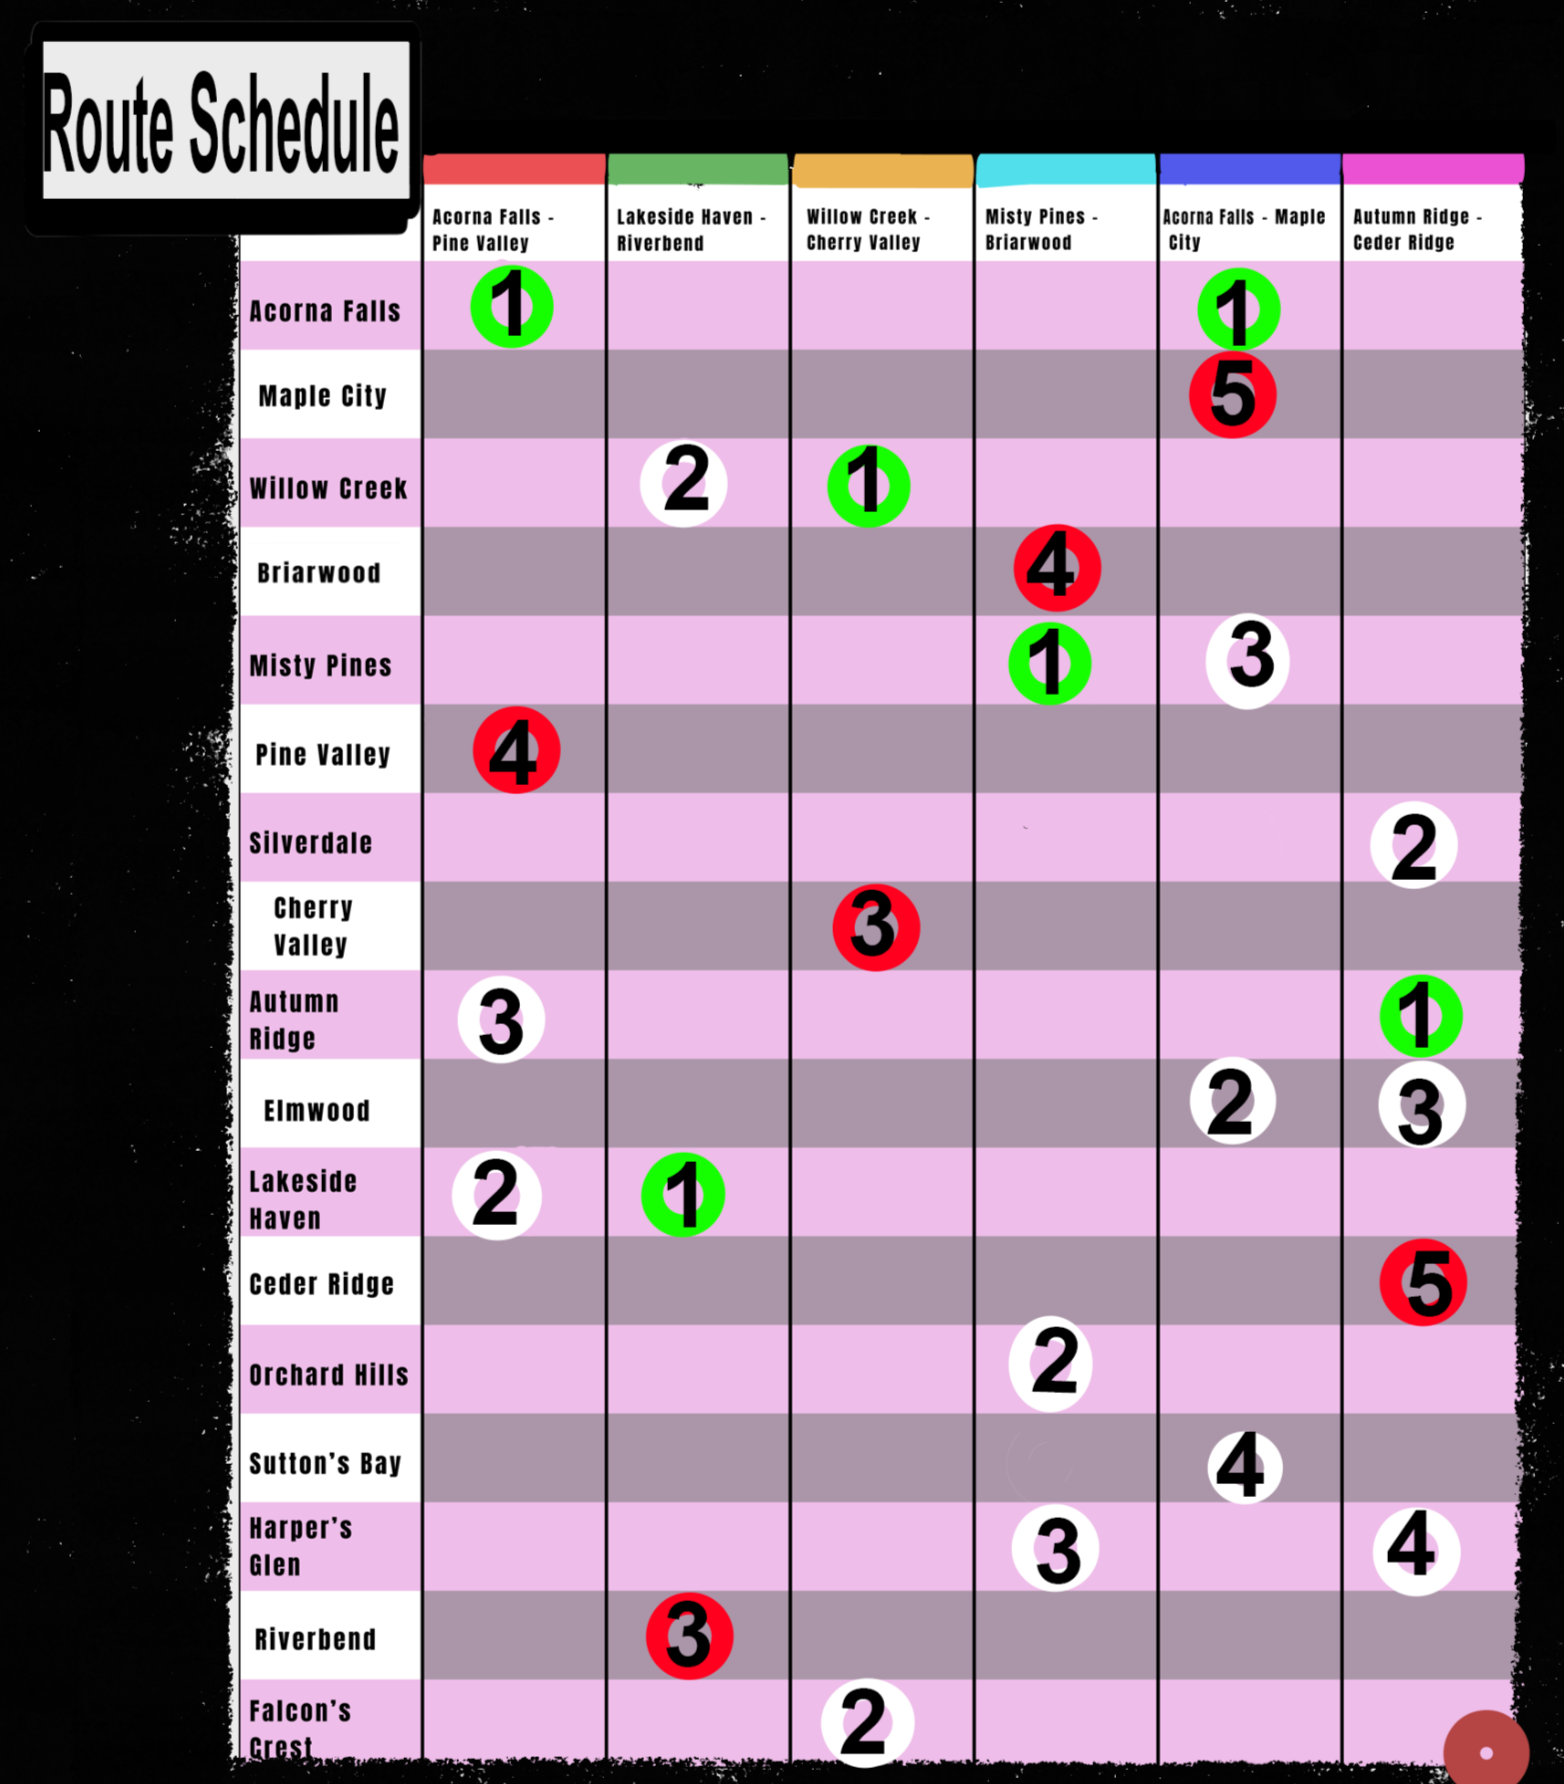 Route Schedule
Acorna Falls -
Pine Valley
Lakeside Haven -
Riverbend
Willow Creek -
Cherry Valley
Misty Pines -
Briarwood
Acorna Falls - Maple
City
Autumn Ridge -
Ceder Ridge
Acorna Falls 1 1
Maple City 5
Willow Creek 2 1
Briarwood 4
Misty Pines 1 3
Pine Valley 4
Silverdale 2
Cherry
Valley 3
Autumn
Ridge 3 1
Elmwood 2 3
Lakeside
Haven 2 1
Ceder Ridge 5
Orchard Hills 2
Sutton's Bay 4
Harper's
Glen 3 4
Riverbend 3
Falcon's
Crest 2